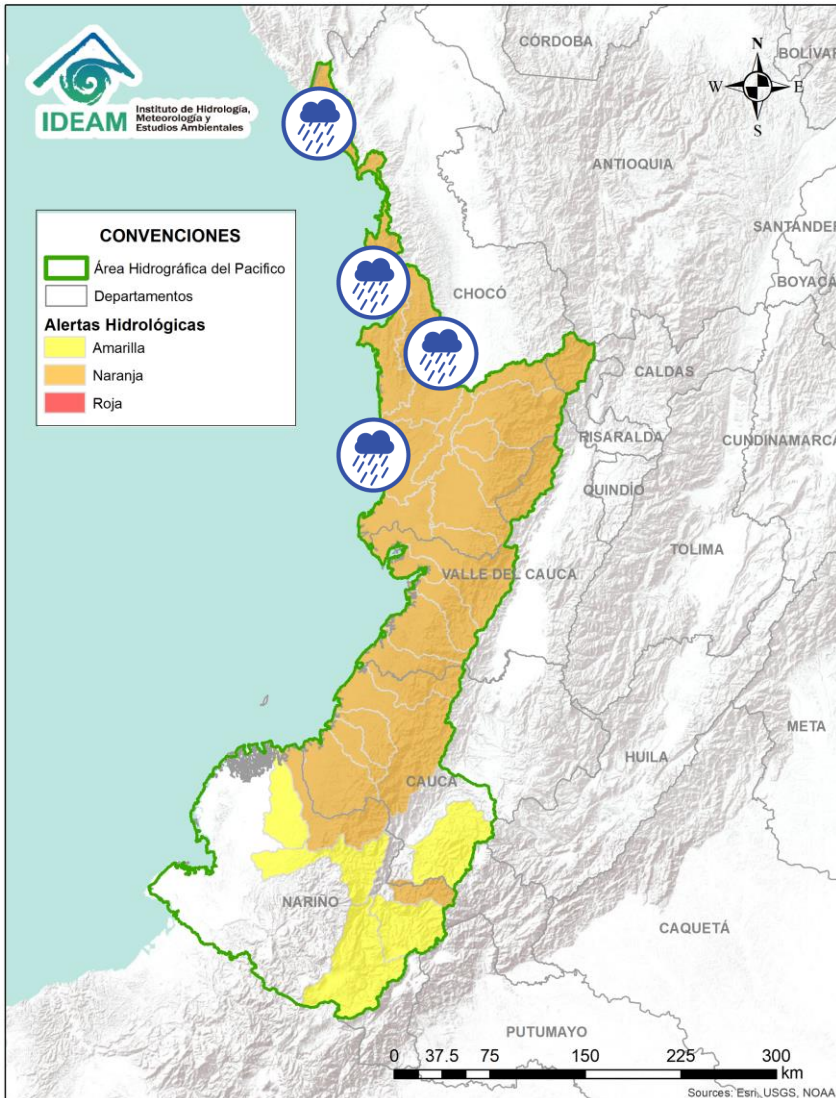 IDEAM
Instituto de Hidrología,
Meteorología y
Estudios Ambientales
CÓRDOBA
BOLÍVAR
N
W
E
S
ANTIOQUIA
SANTANDER
BOYACÁ
CONVENCIONES
Área Hidrográfica del Pacifico
Departamentos
Alertas Hidrológicas
Amarilla
Naranja
Roja
CHOCÓ
CALDAS
RISARALDA
CUNDINAMARCA
QUINDÍO
TOLIMA
VALLE DEL CAUCA
META
HUILA
CAUCA
NARIÑO
CAQUETÁ
PUTUMAYO
0 37.5 75 150 225 300
km
Sources: Esri, USGS, NOAA